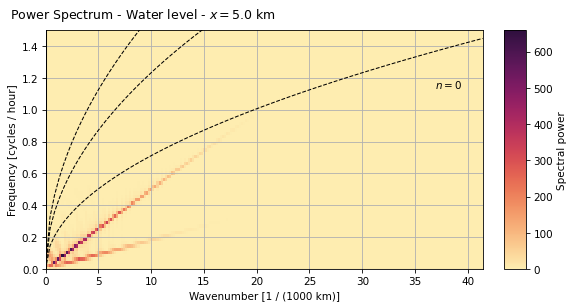 Power Spectrum - Water level - x = 5.0 km
Frequency [cycles / hour]
1.4
1.2
1.0
0.8
0.6
0.4
0.2
0.0
n = 0
0 5 10 15 20 25 30 35 40
Wavenumber [1 / (1000 km)]
600
500
400
300
200
100
0
Spectral power